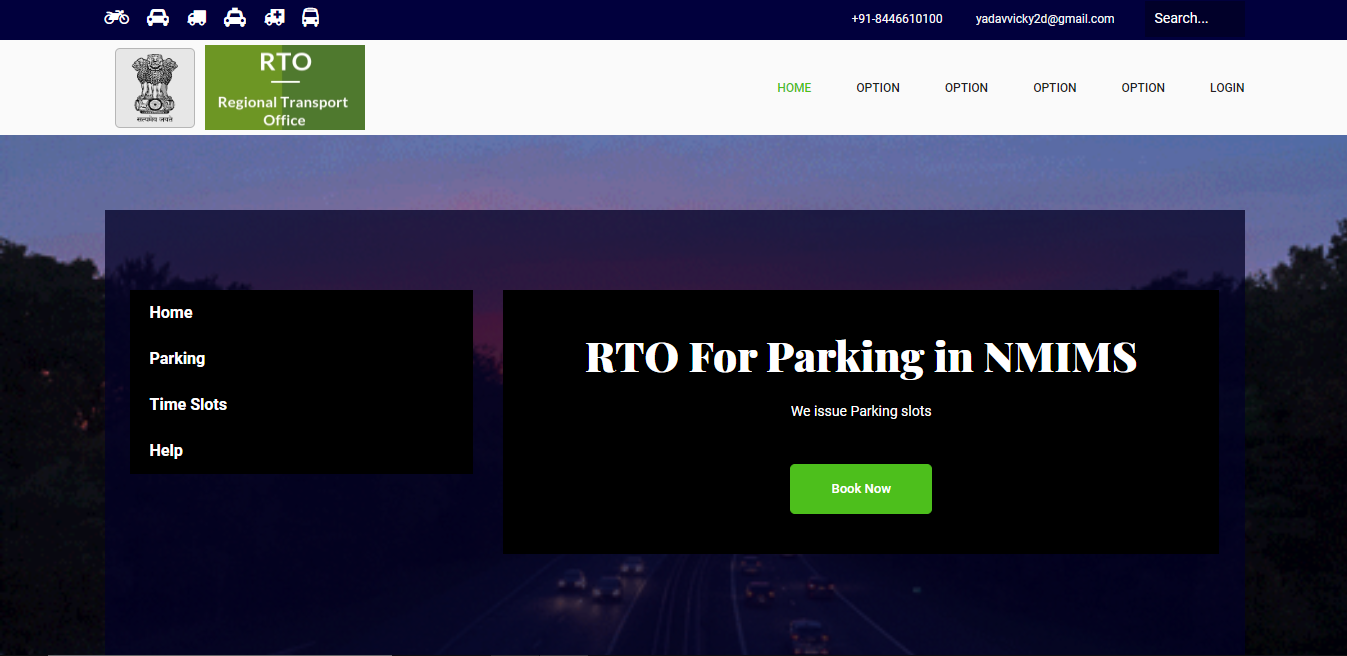 +91-8446610100 yadavvicky2d@gmail.com Search...
सत्यमेव जयते
RTO
Regional Transport
Office
HOME OPTION OPTION OPTION OPTION LOGIN
Home
Parking
Time Slots
Help
RTO For Parking in NMIMS
We issue Parking slots
Book Now